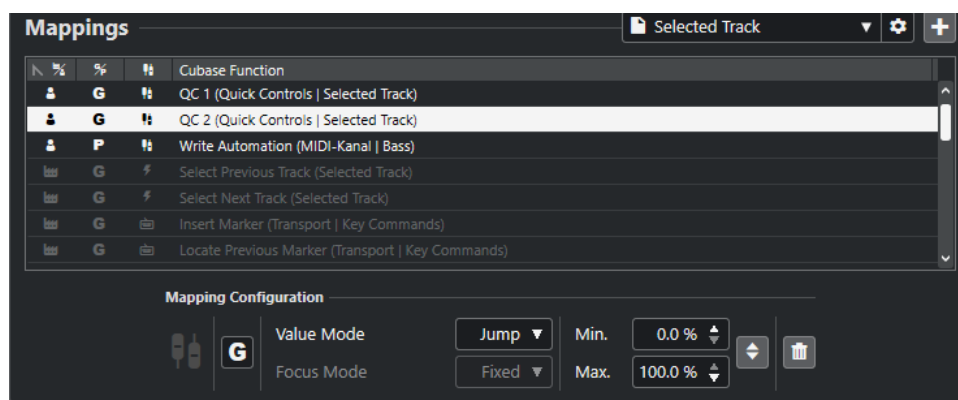 Mappings Selected Track
Cubase Function
G QC 1 (Quick Controls | Selected Track)
G QC 2 (Quick Controls | Selected Track)
P Write Automation (MIDI-Kanal | Bass)
G Select Previous Track (Selected Track)
G Select Next Track (Selected Track)
G Insert Marker (Transport | Key Commands)
G Locate Previous Marker (Transport | Key Commands)
Mapping Configuration
G Value Mode Jump Min. 0.0 %
Focus Mode Fixed Max. 100.0 %